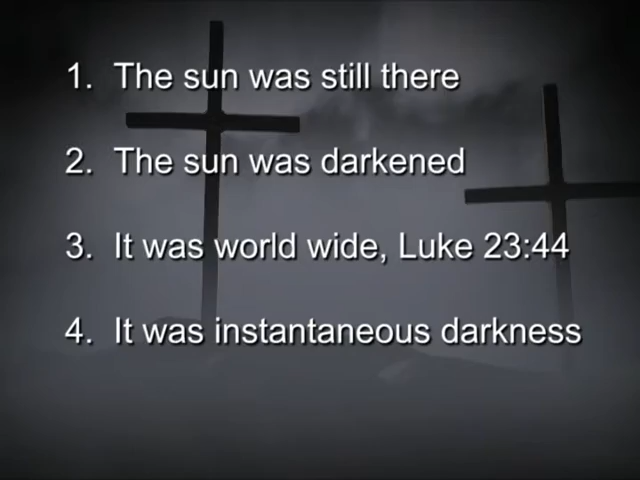 1. The sun was still there
2. The sun was darkened
3. It was world wide, Luke 23:44
4. It was instantaneous darkness